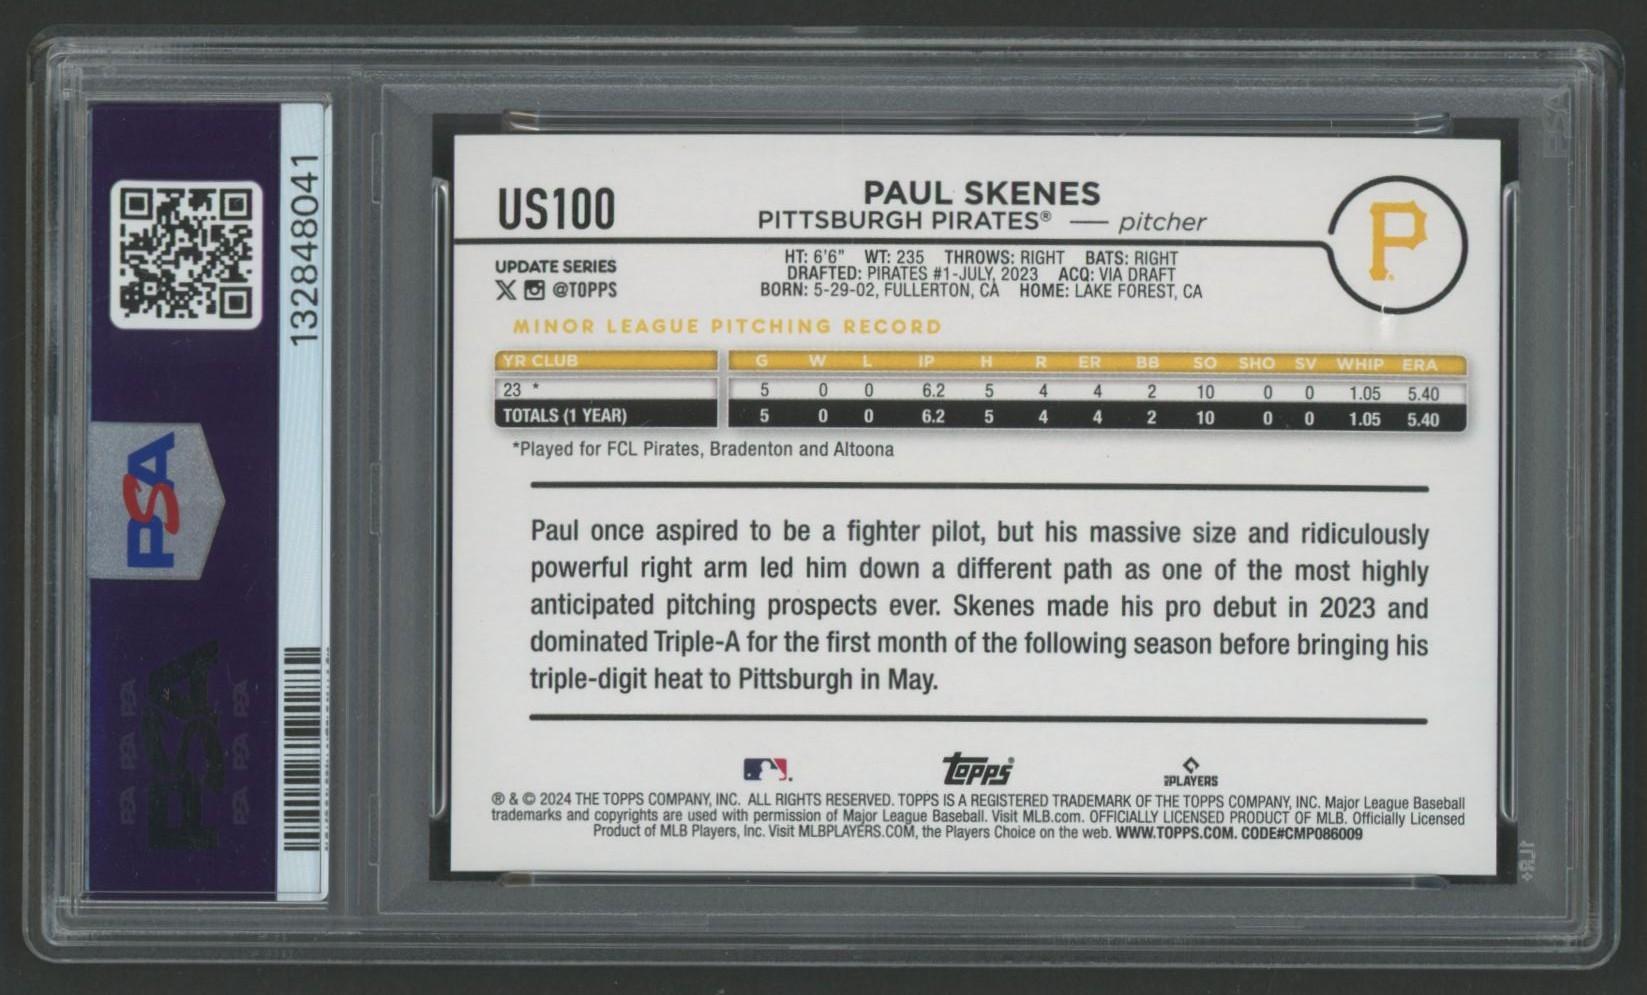 132848041
PSA
PSA
US100
PAUL SKENES
PITTSBURGH PIRATES® — pitcher
P
UPDATE SERIES
@TOPPS
HT: 6'6" WT: 235 THROWS: RIGHT BATS: RIGHT
DRAFTED: PIRATES #1-JULY, 2023 ACQ: VIA DRAFT
BORN: 5-29-02, FULLERTON, CA HOME: LAKE FOREST, CA
MINOR LEAGUE PITCHING RECORD
YR CLUB G W L IP H R ER BB SO SHO SV WHIP ERA
23 * 5 0 0 6.2 5 4 4 2 10 0 0 1.05 5.40
TOTALS (1 YEAR) 5 0 0 6.2 5 4 4 2 10 0 0 1.05 5.40
*Played for FCL Pirates, Bradenton and Altoona
Paul once aspired to be a fighter pilot, but his massive size and ridiculously
powerful right arm led him down a different path as one of the most highly
anticipated pitching prospects ever. Skenes made his pro debut in 2023 and
dominated Triple-A for the first month of the following season before bringing his
triple-digit heat to Pittsburgh in May.
topps
PLAYERS
® & © 2024 THE TOPPS COMPANY, INC. ALL RIGHTS RESERVED. TOPPS IS A REGISTERED TRADEMARK OF THE TOPPS COMPANY, INC. Major League Baseball
trademarks and copyrights are used with permission of Major League Baseball. Visit MLB.com. OFFICIALLY LICENSED PRODUCT OF MLB. Officially Licensed
Product of MLB Players, Inc. Visit MLBPLAYERS.COM, the Players Choice on the web. WWW.TOPPS.COM. CODE#CMP086009
PSA